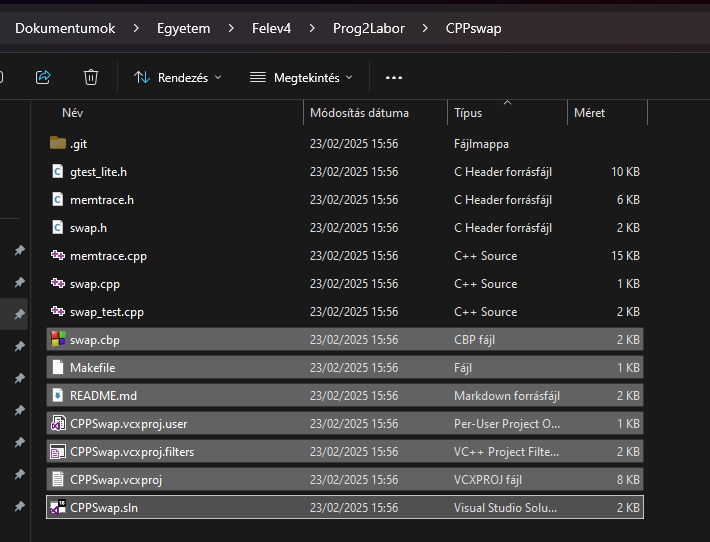 Dokumentumok > Egyetem > Felev4 > Prog2Labor > CPPswap
Rendezés Megtekintés
Név Módosítás dátuma Típus Méret
.git 23/02/2025 15:56 Fájlmappa
gtest_lite.h 23/02/2025 15:56 C Header forrásfájl 10 KB
memtrace.h 23/02/2025 15:56 C Header forrásfájl 6 KB
swap.h 23/02/2025 15:56 C Header forrásfájl 2 KB
memtrace.cpp 23/02/2025 15:56 C++ Source 15 KB
swap.cpp 23/02/2025 15:56 C++ Source 1 KB
swap_test.cpp 23/02/2025 15:56 C++ Source 2 KB
swap.cbp 23/02/2025 15:56 CBP fájl 2 KB
Makefile 23/02/2025 15:56 Fájl 1 KB
README.md 23/02/2025 15:56 Markdown forrásfájl 2 KB
CPPSwap.vcxproj.user 23/02/2025 15:56 Per-User Project O... 1 KB
CPPSwap.vcxproj.filters 23/02/2025 15:56 VC++ Project Filte... 2 KB
CPPSwap.vcxproj 23/02/2025 15:56 VCXPROJ fájl 8 KB
CPPSwap.sln 23/02/2025 15:56 Visual Studio Solu... 2 KB